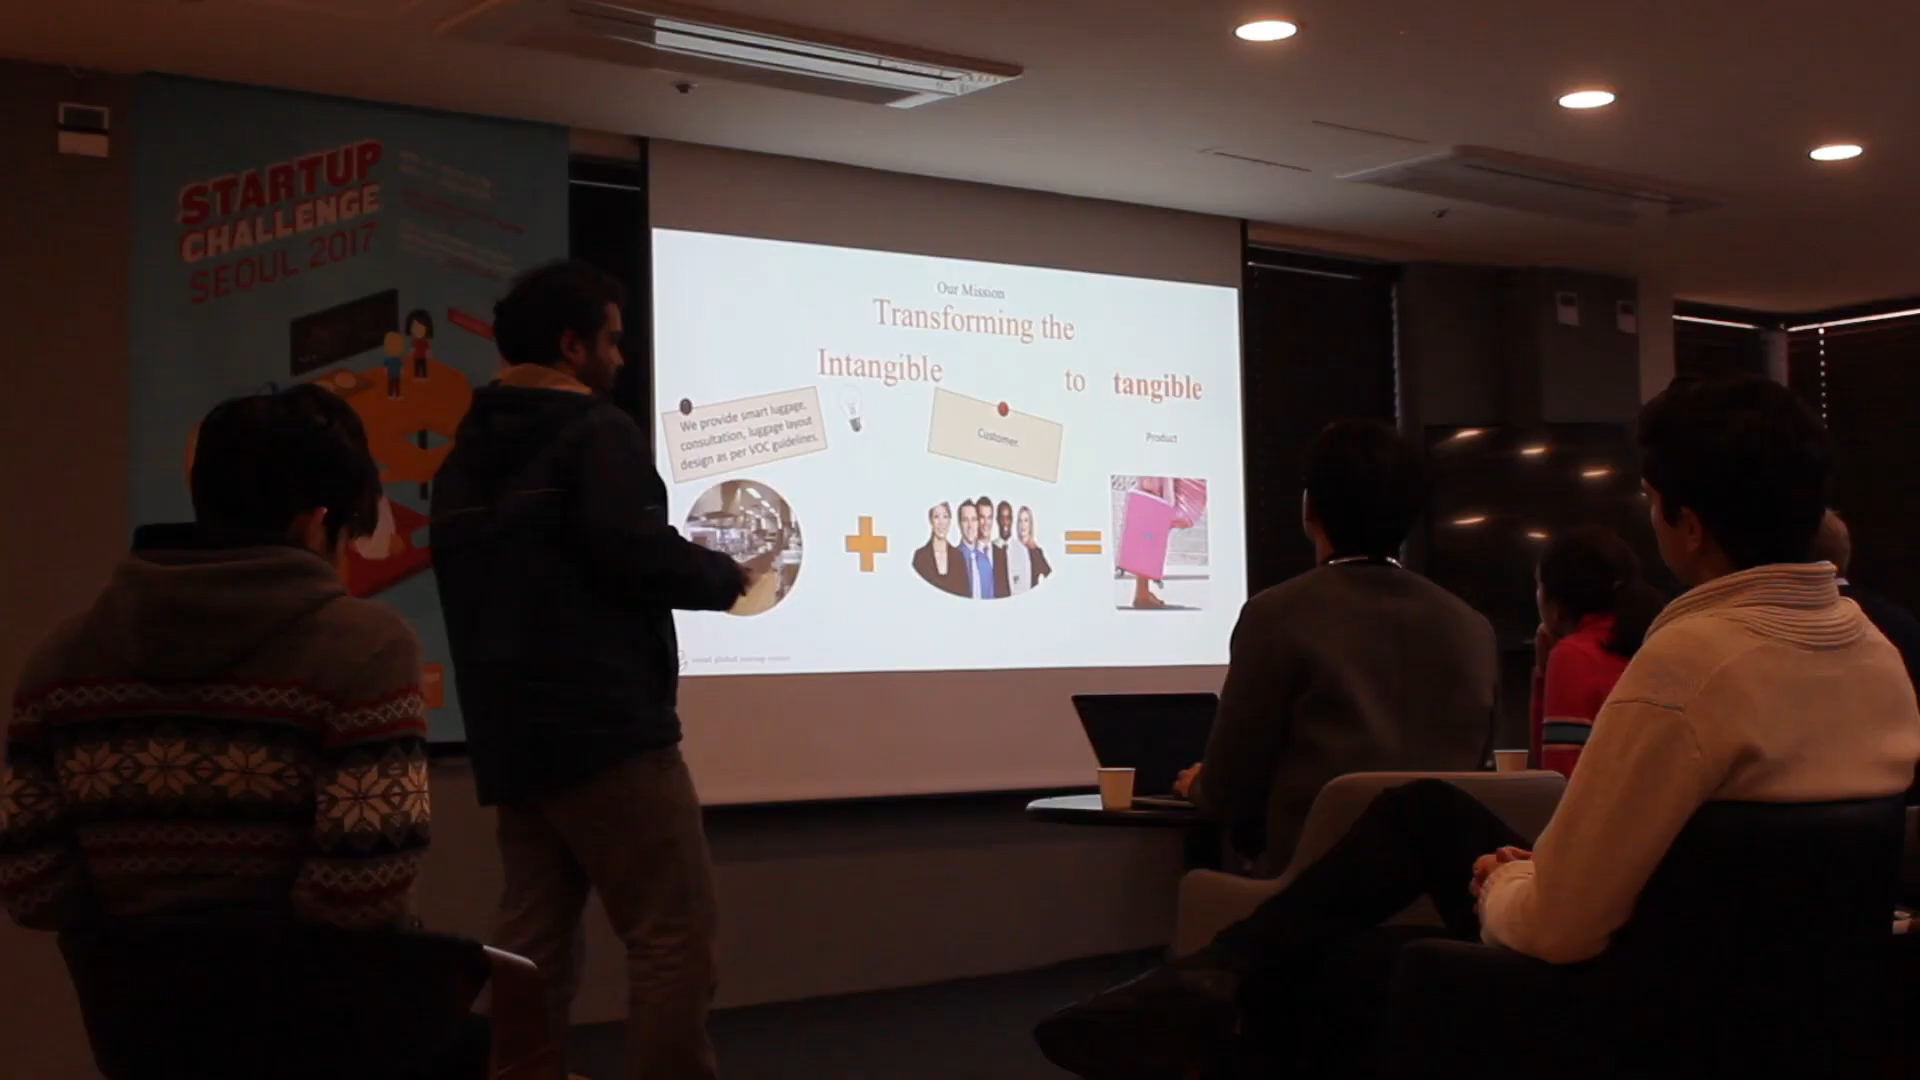 STARTUP
CHALLENGE
SEOUL 2017
Our Mission
Transforming the
Intangible to tangible
We provide smart luggage,
consultation, luggage layout
design as per VOC guidelines.
Customer
Product